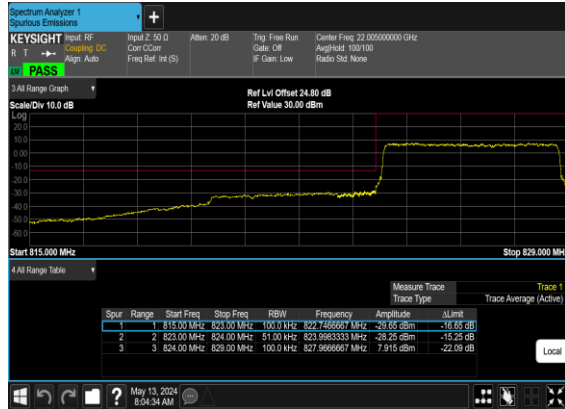 Spectrum Analyzer 1
Spurious Emissions
+
KEYSIGHT Input: RF Input Z: 50 Ω Atten: 20 dB Trig: Free Run Center Freq: 22.005000000 GHz
R T Coupling: DC Corr CCorr Gate: Off Avg|Hold: 100/100
Align: Auto Freq Ref: Int (S) IF Gain: Low Radio Std: None
PASS
3 All Range Graph
Ref Lvl Offset 24.80 dB
Scale/Div 10.0 dB Ref Value 30.00 dBm
Log
20.0
10.0
0.00
-10.0
-20.0
-30.0
-40.0
-50.0
-60.0
Start 815.000 MHz Stop 829.000 MHz
4 All Range Table
Measure Trace Trace 1
Trace Type Trace Average (Active)
Spur Range Start Freq Stop Freq RBW Frequency Amplitude ΔLimit
1 1 815.00 MHz 823.00 MHz 100.0 kHz 822.7466667 MHz -29.65 dBm -16.65 dB
2 2 823.00 MHz 824.00 MHz 51.00 kHz 823.9983333 MHz -28.25 dBm -15.25 dB
3 3 824.00 MHz 829.00 MHz 100.0 kHz 827.9666667 MHz 7.915 dBm -22.09 dB
Local
?
May 13, 2024
8:04:34 AM